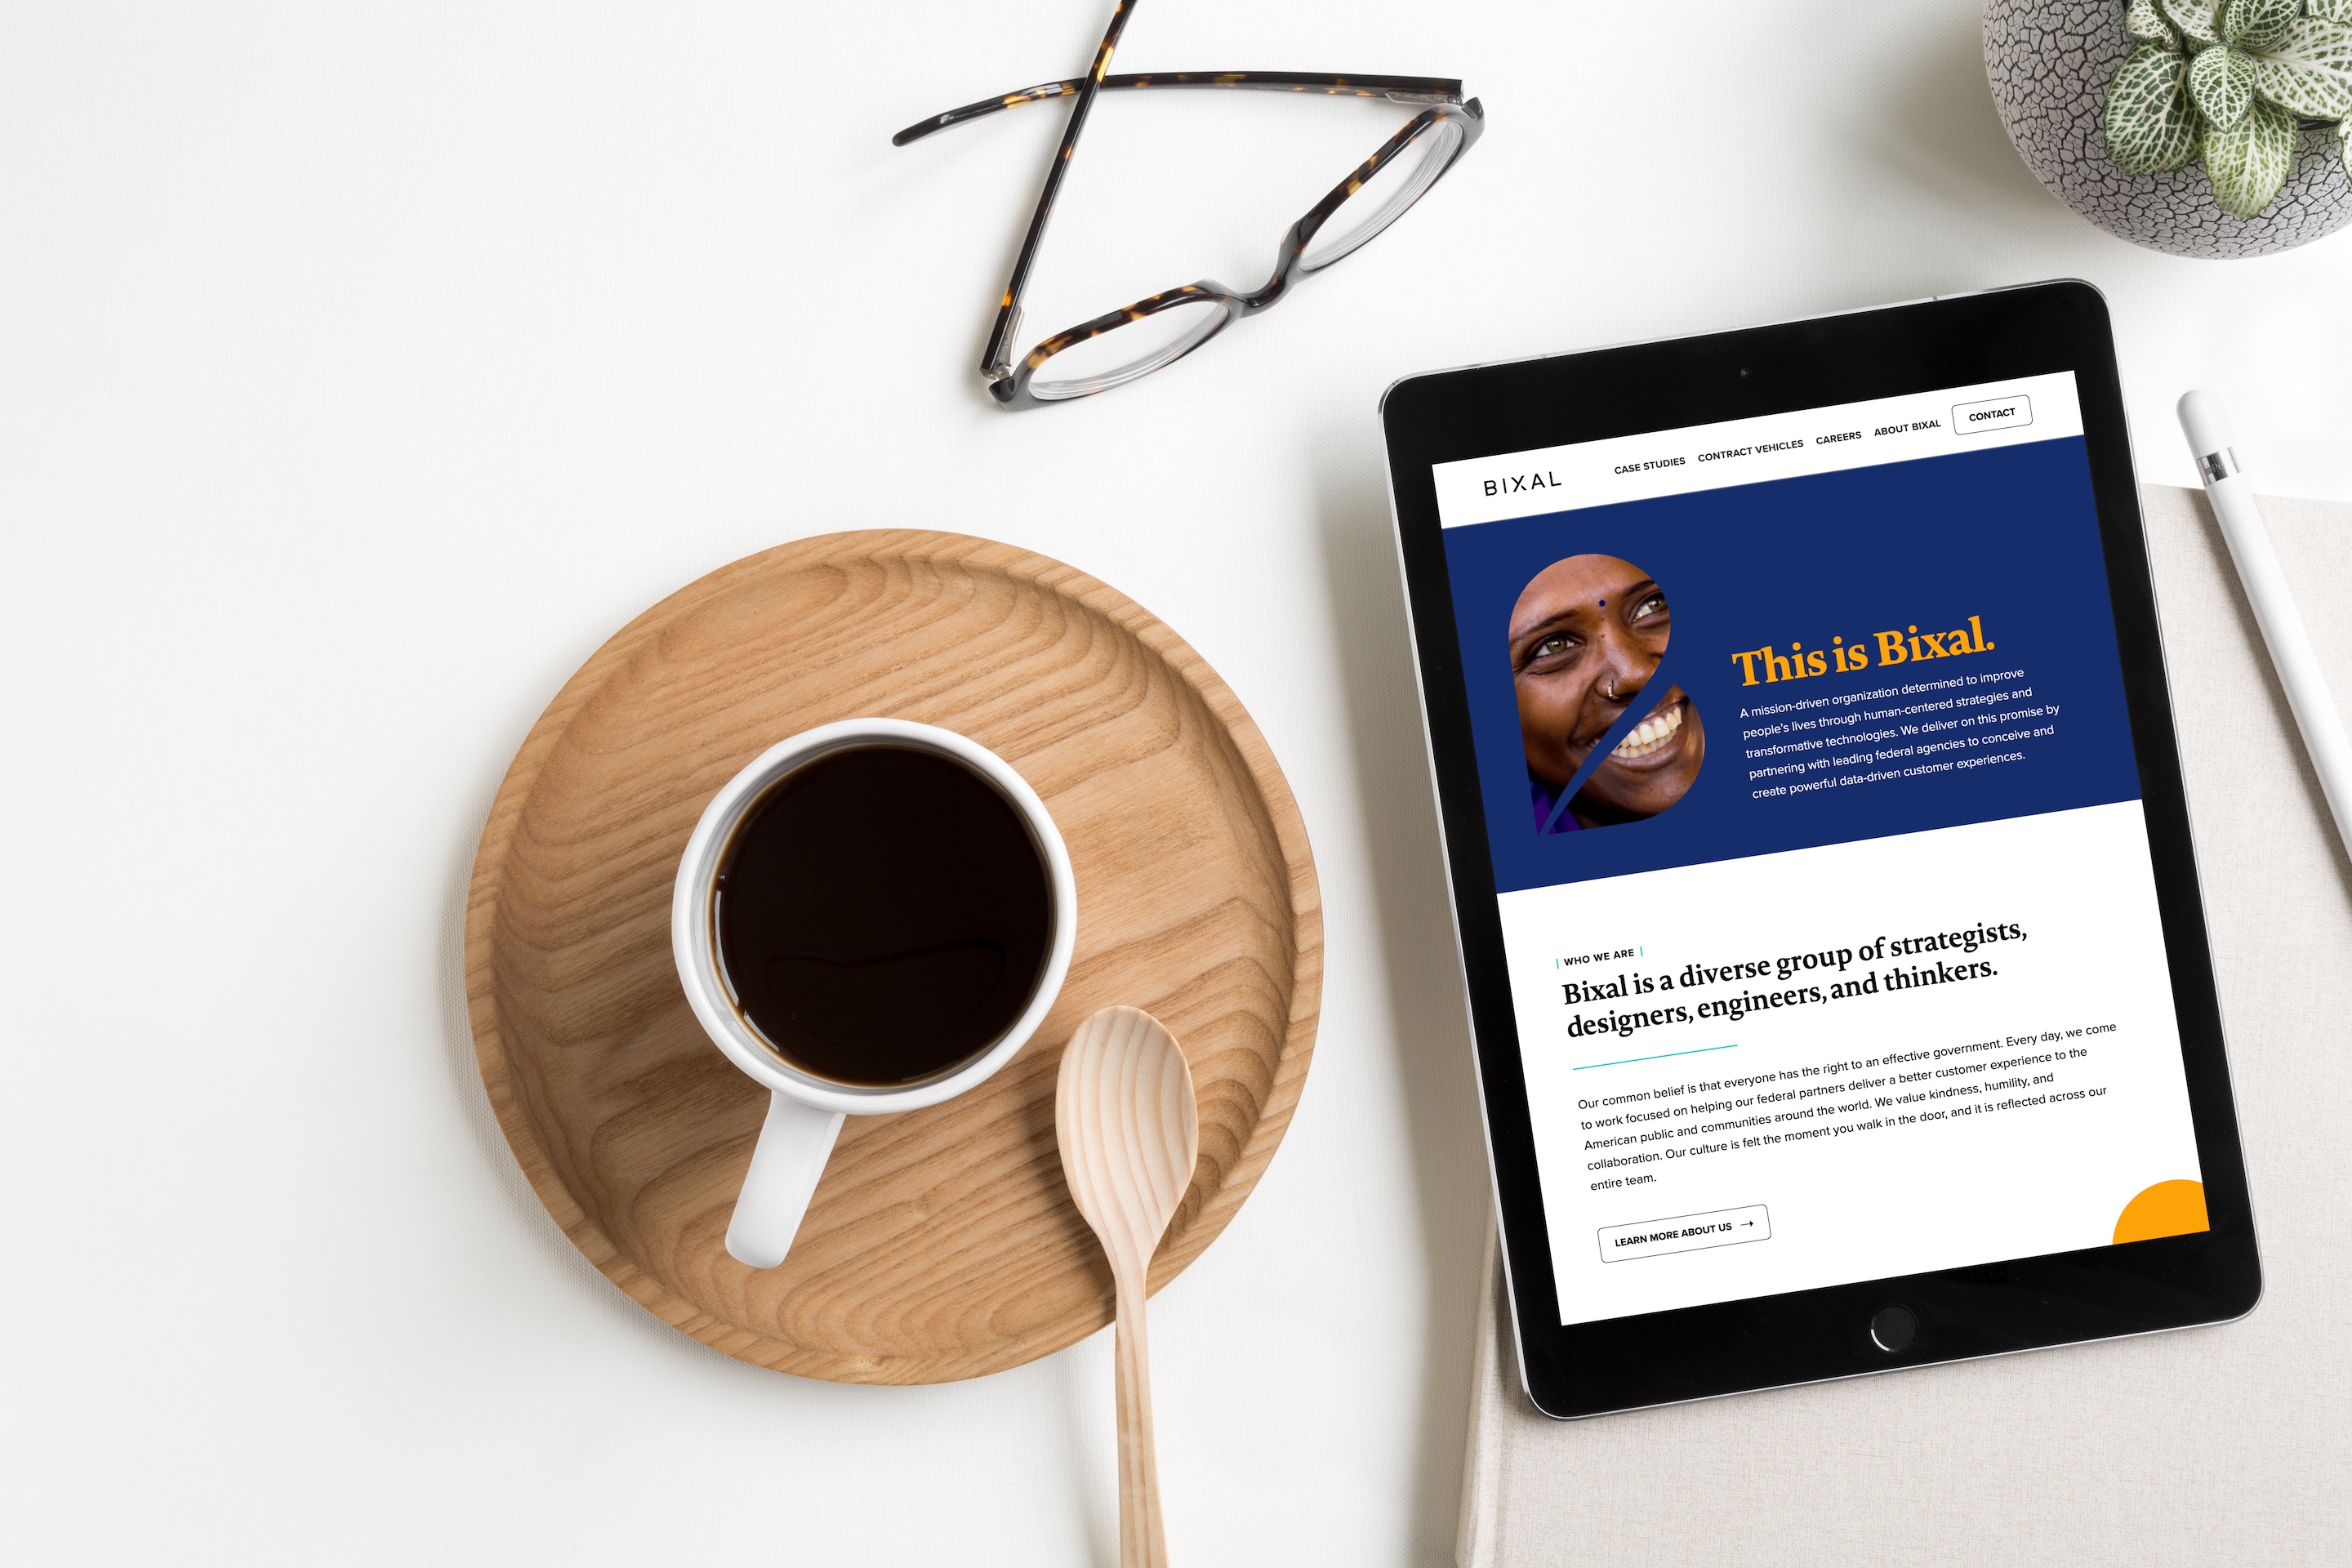 BIXAL
CASE STUDIES CONTRACT VEHICLES CAREERS ABOUT BIXAL CONTACT
This is Bixal.
A mission-driven organization determined to improve
people's lives through human-centered strategies and
transformative technologies. We deliver on this promise by
partnering with leading federal agencies to conceive and
create powerful data-driven customer experiences.
| WHO WE ARE |
Bixal is a diverse group of strategists,
designers, engineers, and thinkers.
Our common belief is that everyone has the right to an effective government. Every day, we come
to work focused on helping our federal partners deliver a better customer experience to the
American public and communities around the world. We value kindness, humility, and
collaboration. Our culture is felt the moment you walk in the door, and it is reflected across our
entire team.
LEARN MORE ABOUT US →